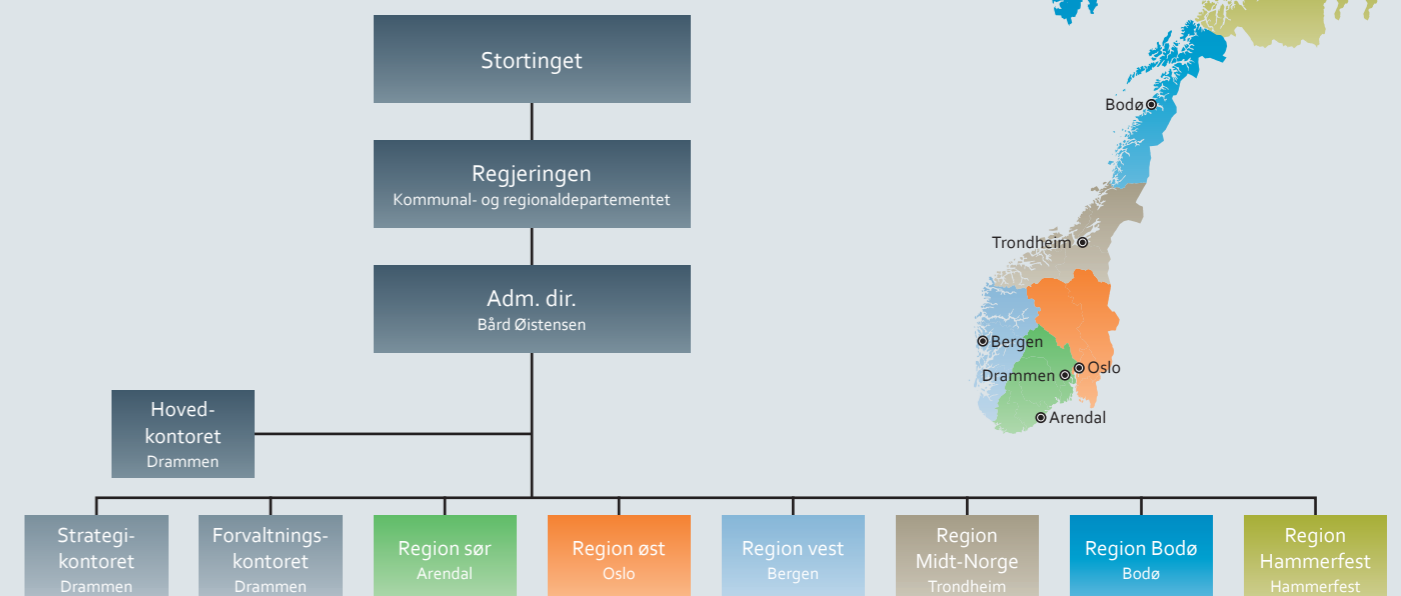 Stortinget
Regjeringen
Kommunal- og regionaldepartementet
Adm. dir.
Bård Øistensen
Hoved-
kontoret
Drammen
Strategi-
kontoret
Drammen
Forvaltnings-
kontoret
Drammen
Region sør
Arendal
Region øst
Oslo
Region vest
Bergen
Region
Midt-Norge
Trondheim
Region Bodø
Bodø
Region
Hammerfest
Hammerfest
Bodø
Trondheim
Bergen
Oslo
Drammen
Arendal